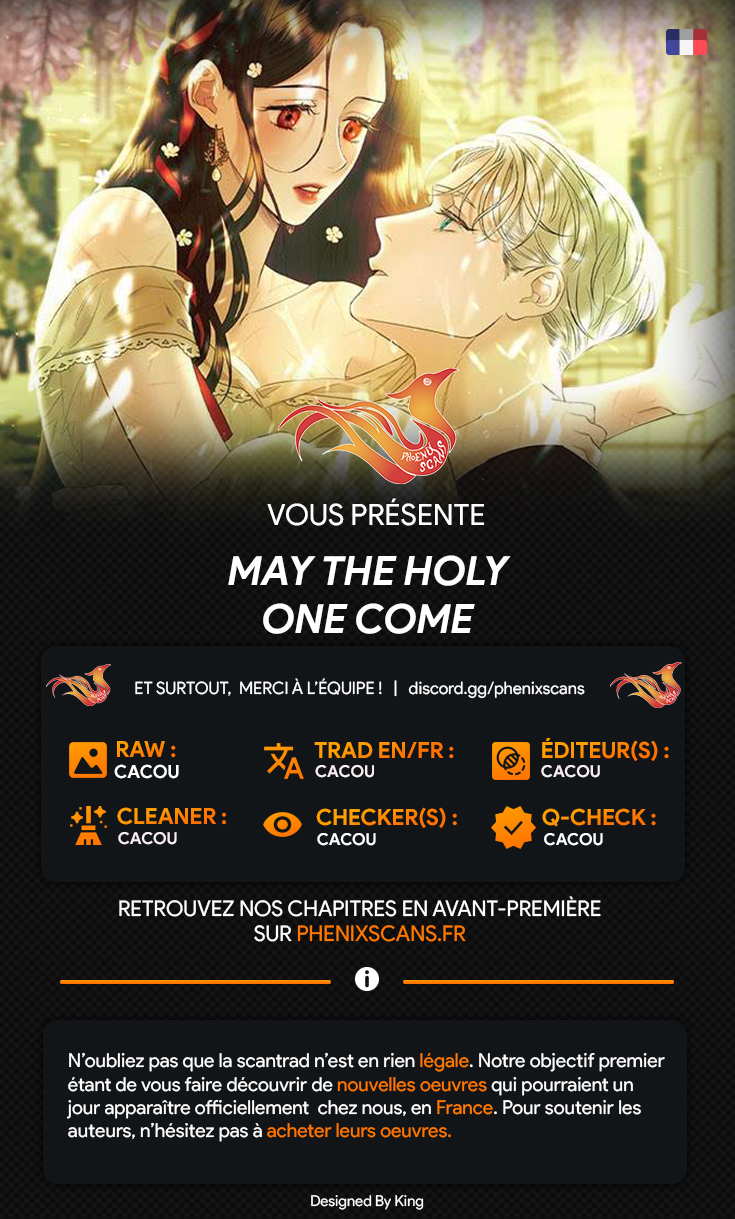 PHOENIX
SCANS
VOUS PRÉSENTE
MAY THE HOLY
ONE COME
ET SURTOUT, MERCI À L'ÉQUIPE ! | discord.gg/phenixscans
RAW :
CACOU
TRAD EN/FR :
CACOU
ÉDITEUR(S) :
CACOU
CLEANER :
CACOU
CHECKER(S) :
CACOU
Q-CHECK :
CACOU
RETROUVEZ NOS CHAPITRES EN AVANT-PREMIÈRE
SUR PHENIXSCANS.FR
N'oubliez pas que la scantrad n'est en rien légale. Notre objectif premier
étant de vous faire découvrir de nouvelles oeuvres qui pourraient un
jour apparaître officiellement chez nous, en France. Pour soutenir les
auteurs, n'hésitez pas à acheter leurs oeuvres.
Designed By King